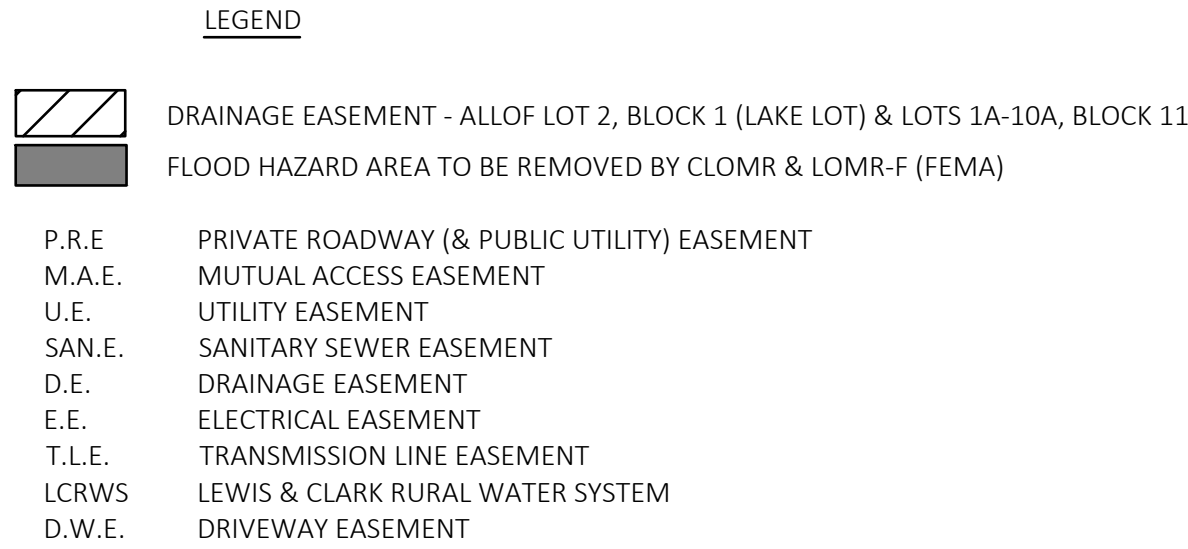 LEGEND
DRAINAGE EASEMENT - ALLOF LOT 2, BLOCK 1 (LAKE LOT) & LOTS 1A-10A, BLOCK 11
FLOOD HAZARD AREA TO BE REMOVED BY CLOMR & LOMR-F (FEMA)
P.R.E PRIVATE ROADWAY (& PUBLIC UTILITY) EASEMENT
M.A.E. MUTUAL ACCESS EASEMENT
U.E. UTILITY EASEMENT
SAN.E. SANITARY SEWER EASEMENT
D.E. DRAINAGE EASEMENT
E.E. ELECTRICAL EASEMENT
T.L.E. TRANSMISSION LINE EASEMENT
LCRWS LEWIS & CLARK RURAL WATER SYSTEM
D.W.E. DRIVEWAY EASEMENT